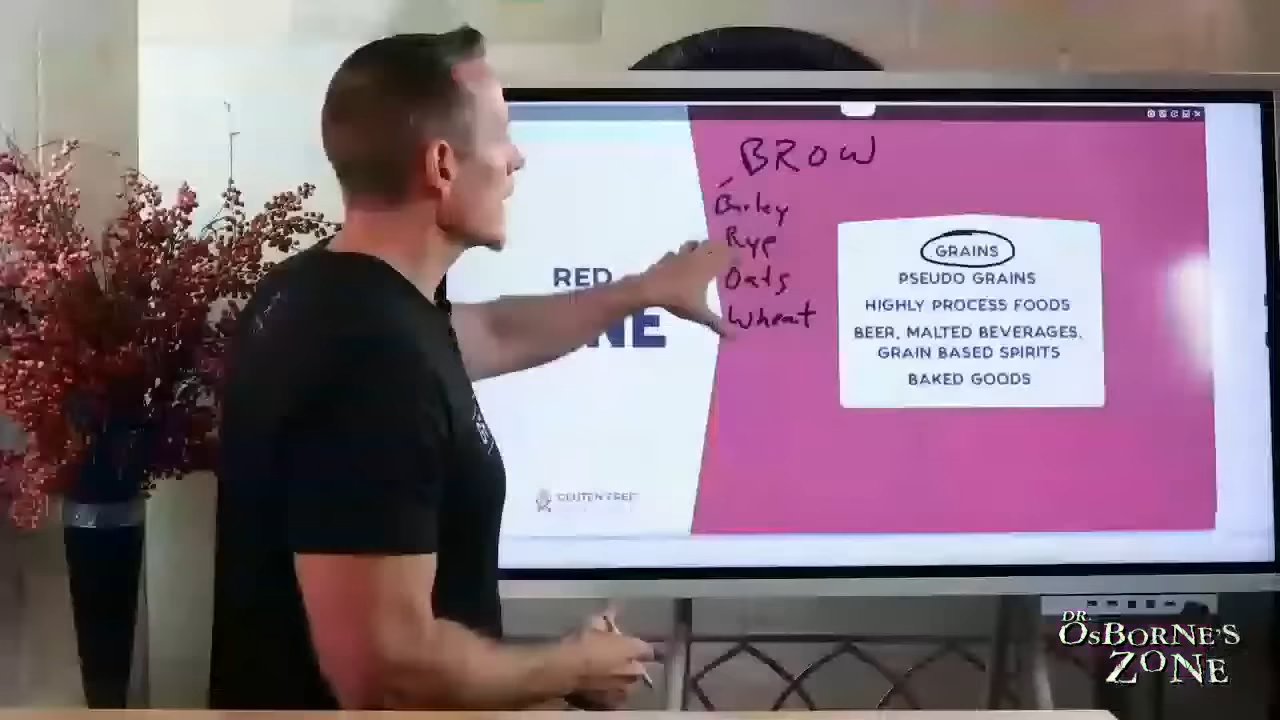 BROW
Barley
Rye
Oats
Wheat
RED
GRAINS
PSEUDO GRAINS
HIGHLY PROCESS FOODS
BEER, MALTED BEVERAGES,
GRAIN BASED SPIRITS
BAKED GOODS
GLUTEN FREE
DR.
OSBORNE'S
ZONE